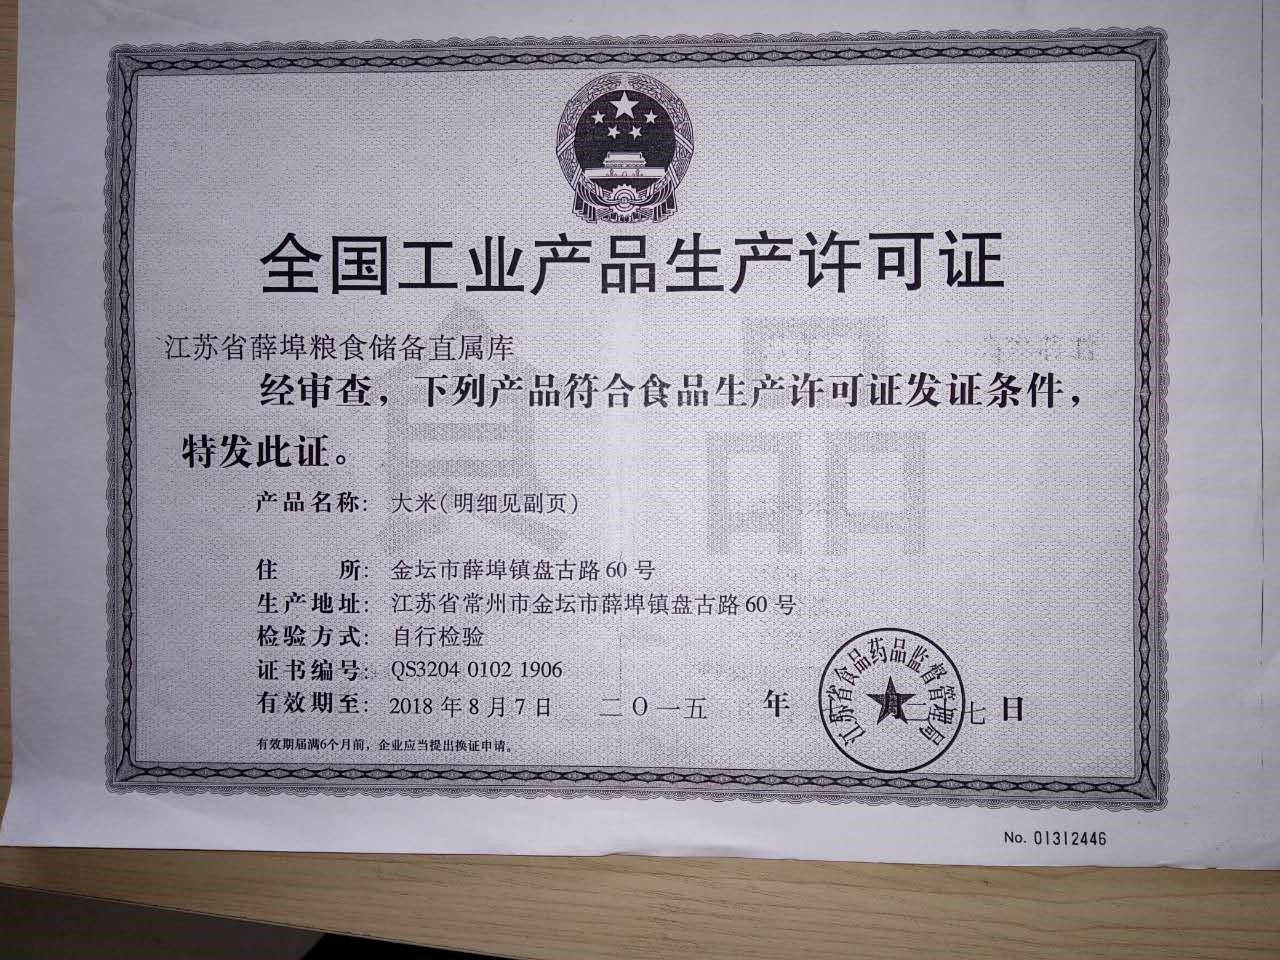 全国工业产品生产许可证
江苏省薛埠粮食储备直属库
经审查，下列产品符合食品生产许可证发证条件，
特发此证。
产品名称：大米(明细见副页)
住 所：金坛市薛埠镇盘古路60号
生产地址：江苏省常州市金坛市薛埠镇盘古路60号
检验方式：自行检验
证书编号：QS3204 0102 1906
有效期至：2018年8月7日 二〇一五 年 月二 七 日
江苏省食品药品监督管理局
有效期届满6个月前，企业应当提出换证申请。
No. 01312446
食品